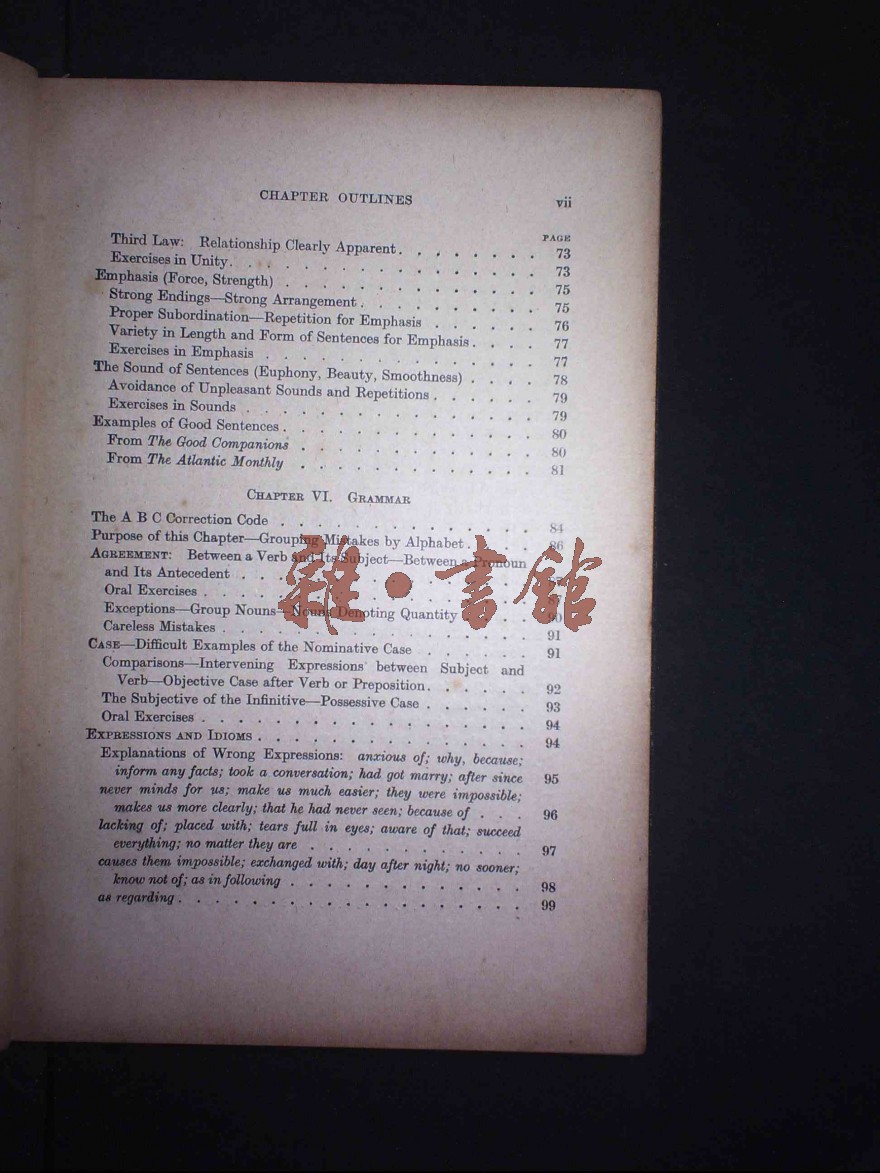 CHAPTER OUTLINES vii
PAGE
Third Law: Relationship Clearly Apparent . . . . . . . 73
Exercises in Unity . . . . . . . . . . . . . . 73
Emphasis (Force, Strength) . . . . . . . . . . . . 75
Strong Endings—Strong Arrangement . . . . . . . . 75
Proper Subordination—Repetition for Emphasis . . . . . . 76
Variety in Length and Form of Sentences for Emphasis . . . . 77
Exercises in Emphasis . . . . . . . . . . . . . 77
The Sound of Sentences (Euphony, Beauty, Smoothness) . . . . 78
Avoidance of Unpleasant Sounds and Repetitions . . . . . . 79
Exercises in Sounds . . . . . . . . . . . . . . 79
Examples of Good Sentences . . . . . . . . . . . . 80
From The Good Companions . . . . . . . . . . . 80
From The Atlantic Monthly . . . . . . . . . . . 81
CHAPTER VI. GRAMMAR
The A B C Correction Code . . . . . . . . . . . . 84
Purpose of this Chapter—Grouping Mistakes by Alphabet . . . . 86
AGREEMENT: Between a Verb and Its Subject—Between a Pronoun
and Its Antecedent . . . . . . . . . . . . . .
Oral Exercises . . . . . . . . . . . . . . . .
Exceptions—Group Nouns—Nouns Denoting Quantity . . . . 90
Careless Mistakes . . . . . . . . . . . . . . . 91
CASE—Difficult Examples of the Nominative Case . . . . . . 91
Comparisons—Intervening Expressions between Subject and
Verb—Objective Case after Verb or Preposition . . . . . . 92
The Subjective of the Infinitive—Possessive Case . . . . . . 93
Oral Exercises . . . . . . . . . . . . . . . . 94
EXPRESSIONS AND IDIOMS . . . . . . . . . . . . . 94
Explanations of Wrong Expressions: anxious of; why, because;
inform any facts; took a conversation; had got marry; after since 95
never minds for us; make us much easier; they were impossible;
makes us more clearly; that he had never seen; because of . . . 96
lacking of; placed with; tears full in eyes; aware of that; succeed
everything; no matter they are . . . . . . . . . . . 97
causes them impossible; exchanged with; day after night; no sooner;
know not of; as in following . . . . . . . . . . . . 98
as regarding . . . . . . . . . . . . . . . . . 99
雜·書館